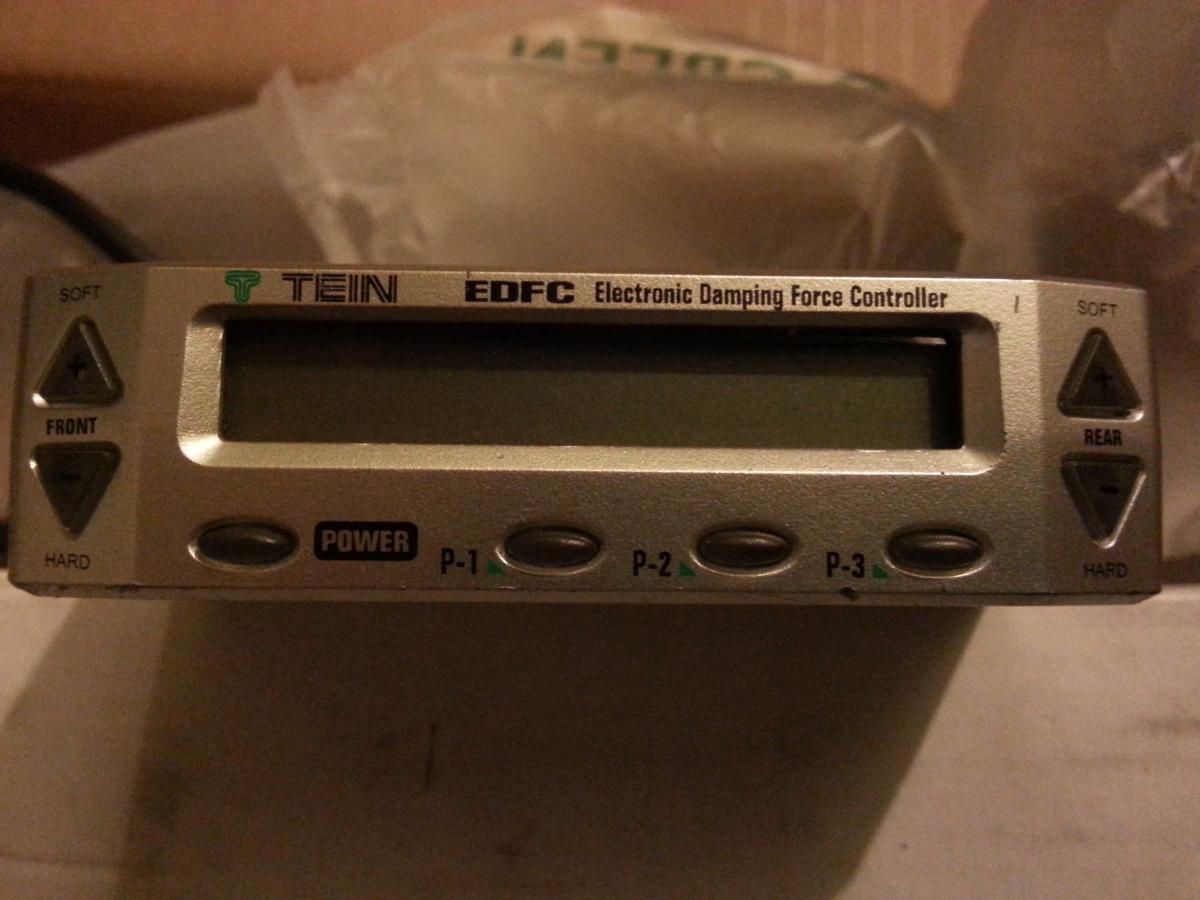 TEIN EDFC Electronic Damping Force Controller
SOFT
+
FRONT
-
HARD
SOFT
+
REAR
-
HARD
POWER P-1 P-2 P-3